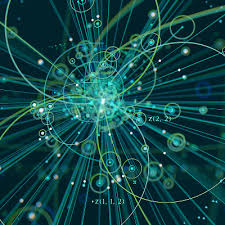 z(2, 2)
z(1, 1, 2)